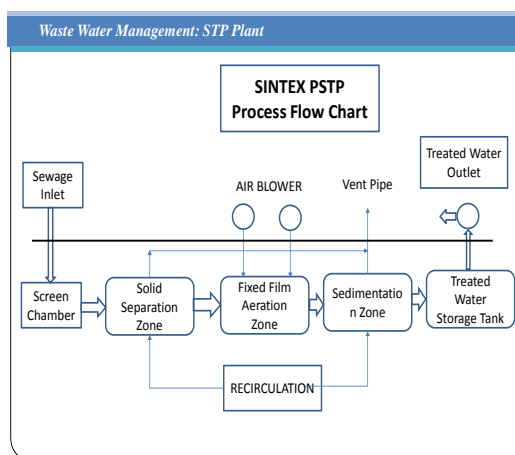 Waste Water Management: STP Plant
SINTEX PSTP
Process Flow Chart
Sewage
Inlet
AIR BLOWER
Vent Pipe
Treated Water
Outlet
Screen
Chamber
Solid
Separation
Zone
Fixed Film
Aeration
Zone
Sedimentatio
n Zone
Treated
Water
Storage Tank
RECIRCULATION